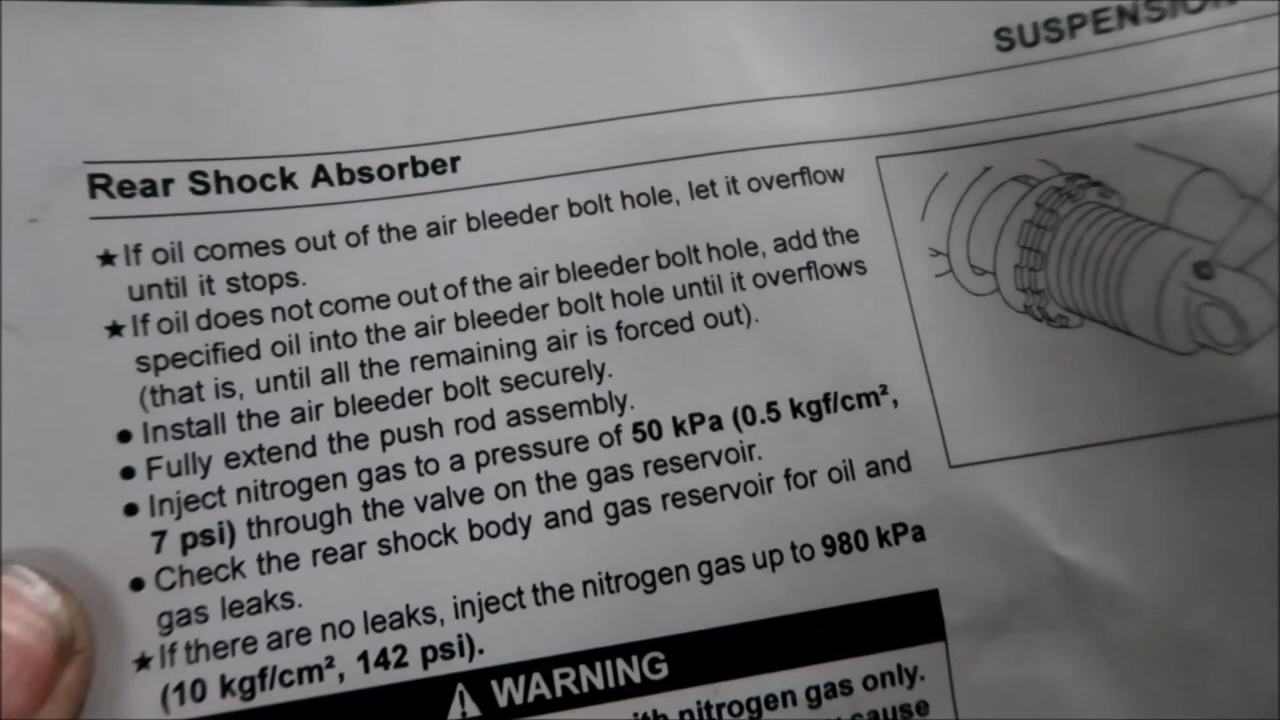 SUSPENSION
Rear Shock Absorber
★If oil comes out of the air bleeder bolt hole, let it overflow
until it stops.
★If oil does not come out of the air bleeder bolt hole, add the
specified oil into the air bleeder bolt hole until it overflows
(that is, until all the remaining air is forced out).
● Install the air bleeder bolt securely.
● Fully extend the push rod assembly.
● Inject nitrogen gas to a pressure of 50 kPa (0.5 kgf/cm²,
7 psi) through the valve on the gas reservoir.
● Check the rear shock body and gas reservoir for oil and
gas leaks.
★If there are no leaks, inject the nitrogen gas up to 980 kPa
(10 kgf/cm², 142 psi).
⚠ WARNING
nitrogen gas only.
cause